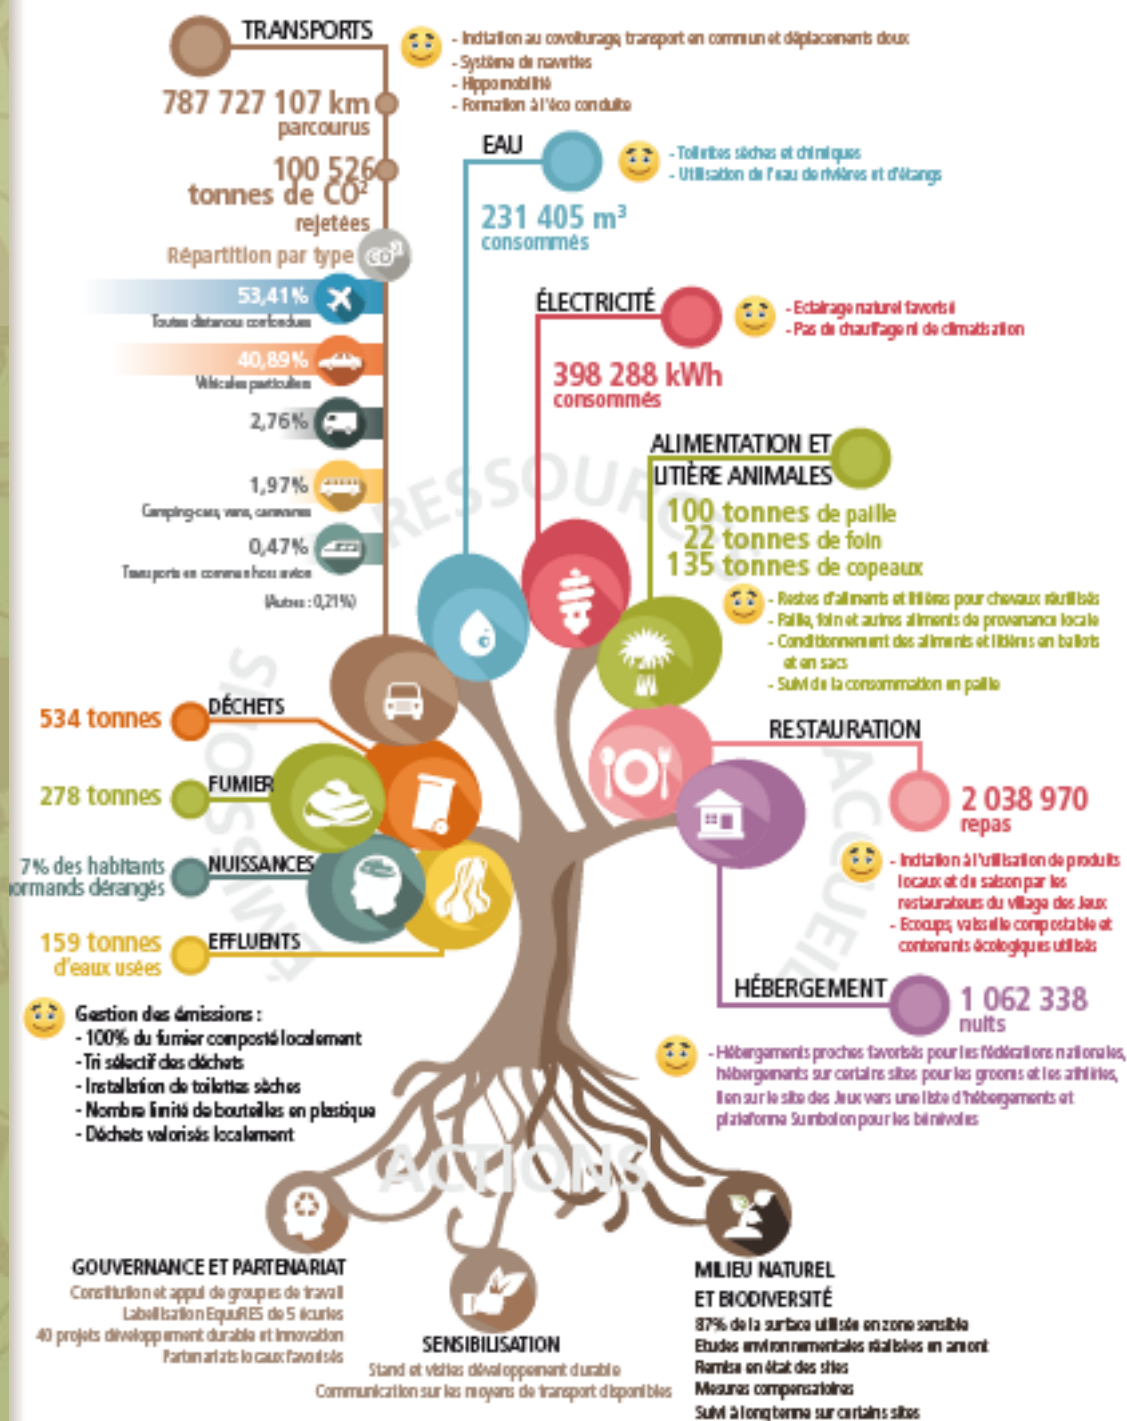 TRANSPORTS
787 727 107 km
parcourus
100 526
tonnes de CO²
rejetées
Répartition par type
CO²
53,41%
Toutes distances confondues
40,89%
Véhicules particuliers
2,76%
1,97%
Camping-cars, vans, caravanes
0,47%
Transports en commun hors avion
(Autres : 0,21%)
- Incitation au covoiturage, transport en commun et déplacements doux
- Système de navettes
- Hippomobilité
- Formation à l'éco conduite
EAU
231 405 m³
consommés
- Toilettes sèches et chimiques
- Utilisation de l'eau de rivières et d'étangs
ÉLECTRICITÉ
398 288 kWh
consommés
- Eclairage naturel favorisé
- Pas de chauffage ni de climatisation
ALIMENTATION ET
LITIÈRE ANIMALES
100 tonnes de paille
22 tonnes de foin
135 tonnes de copeaux
- Restes d'aliments et litières pour chevaux réutilisés
- Paille, foin et autres aliments de provenance locale
- Conditionnement des aliments et litières en ballots
et en sacs
- Suivi de la consommation en paille
RESSOURCES
ÉMISSIONS
ACCUEIL
DÉCHETS
534 tonnes
FUMIER
278 tonnes
NUISSANCES
7% des habitants
ormands dérangés
EFFLUENTS
159 tonnes
d'eaux usées
Gestion des émissions :
- 100% du fumier composté localement
- Tri sélectif des déchets
- Installation de toilettes sèches
- Nombre limité de bouteilles en plastique
- Déchets valorisés localement
RESTAURATION
2 038 970
repas
- Incitation à l'utilisation de produits
locaux et de saison par les
restaurateurs du village des Jeux
- Ecocups, vaisselle compostable et
contenants écologiques utilisés
HÉBERGEMENT
1 062 338
nuits
- Hébergements proches favorisés pour les fédérations nationales,
hébergements sur certains sites pour les grooms et les athlètes,
lien sur le site des Jeux vers une liste d'hébergements et
plateforme Sumbolon pour les bénévoles
ACTIONS
GOUVERNANCE ET PARTENARIAT
Constitution et appui de groupes de travail
Labellisation EquuRES de 5 écuries
40 projets développement durable et innovation
Partenariats locaux favorisés
SENSIBILISATION
Stand et visites développement durable
Communication sur les moyens de transport disponibles
MILIEU NATUREL
ET BIODIVERSITÉ
87% de la surface utilisée en zone sensible
Etudes environnementales réalisées en amont
Remise en état des sites
Mesures compensatoires
Suivi à long terme sur certains sites